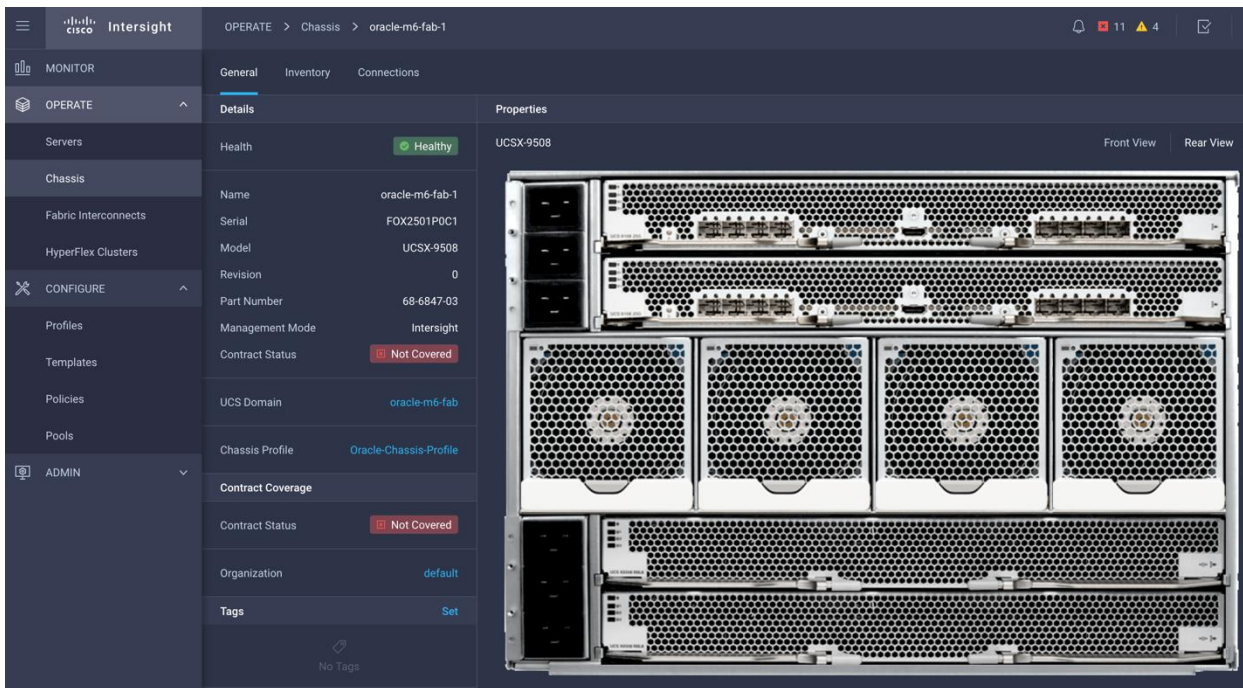 CISCO Intersight
OPERATE > Chassis > oracle-m6-fab-1
11
4
MONITOR
OPERATE
Servers
Chassis
Fabric Interconnects
HyperFlex Clusters
CONFIGURE
Profiles
Templates
Policies
Pools
ADMIN
General Inventory Connections
Details
Health Healthy
Name oracle-m6-fab-1
Serial FOX2501P0C1
Model UCSX-9508
Revision 0
Part Number 68-6847-03
Management Mode Intersight
Contract Status Not Covered
UCS Domain oracle-m6-fab
Chassis Profile Oracle-Chassis-Profile
Contract Coverage
Contract Status Not Covered
Organization default
Tags Set
No Tags
Properties
UCSX-9508 Front View Rear View